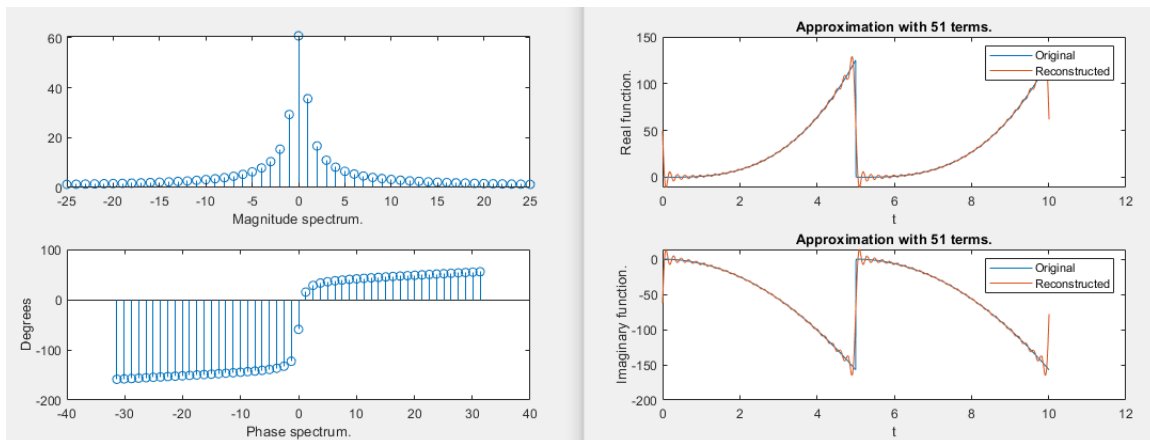 60
40
20
0
-25 -20 -15 -10 -5 0 5 10 15 20 25
Magnitude spectrum.
Degrees
100
0
-100
-200
-40 -30 -20 -10 0 10 20 30 40
Phase spectrum.
Approximation with 51 terms.
Real function.
150
100
50
0
Original
Reconstructed
0 2 4 6 8 10 12
t
Approximation with 51 terms.
Imaginary function.
0
-50
-100
-150
-200
Original
Reconstructed
0 2 4 6 8 10 12
t